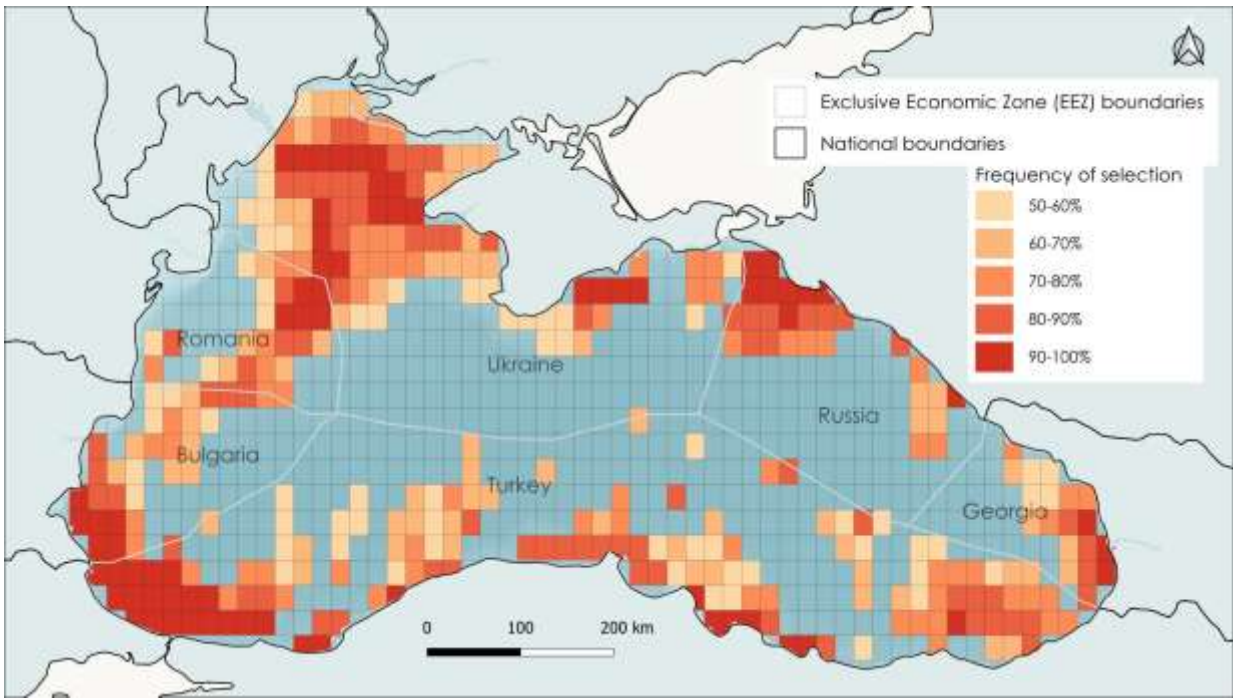 Exclusive Economic Zone (EEZ) boundaries
National boundaries
Frequency of selection
50-60%
60-70%
70-80%
80-90%
90-100%
Romania
Ukraine
Russia
Bulgaria
Turkey
Georgia
0 100 200 km